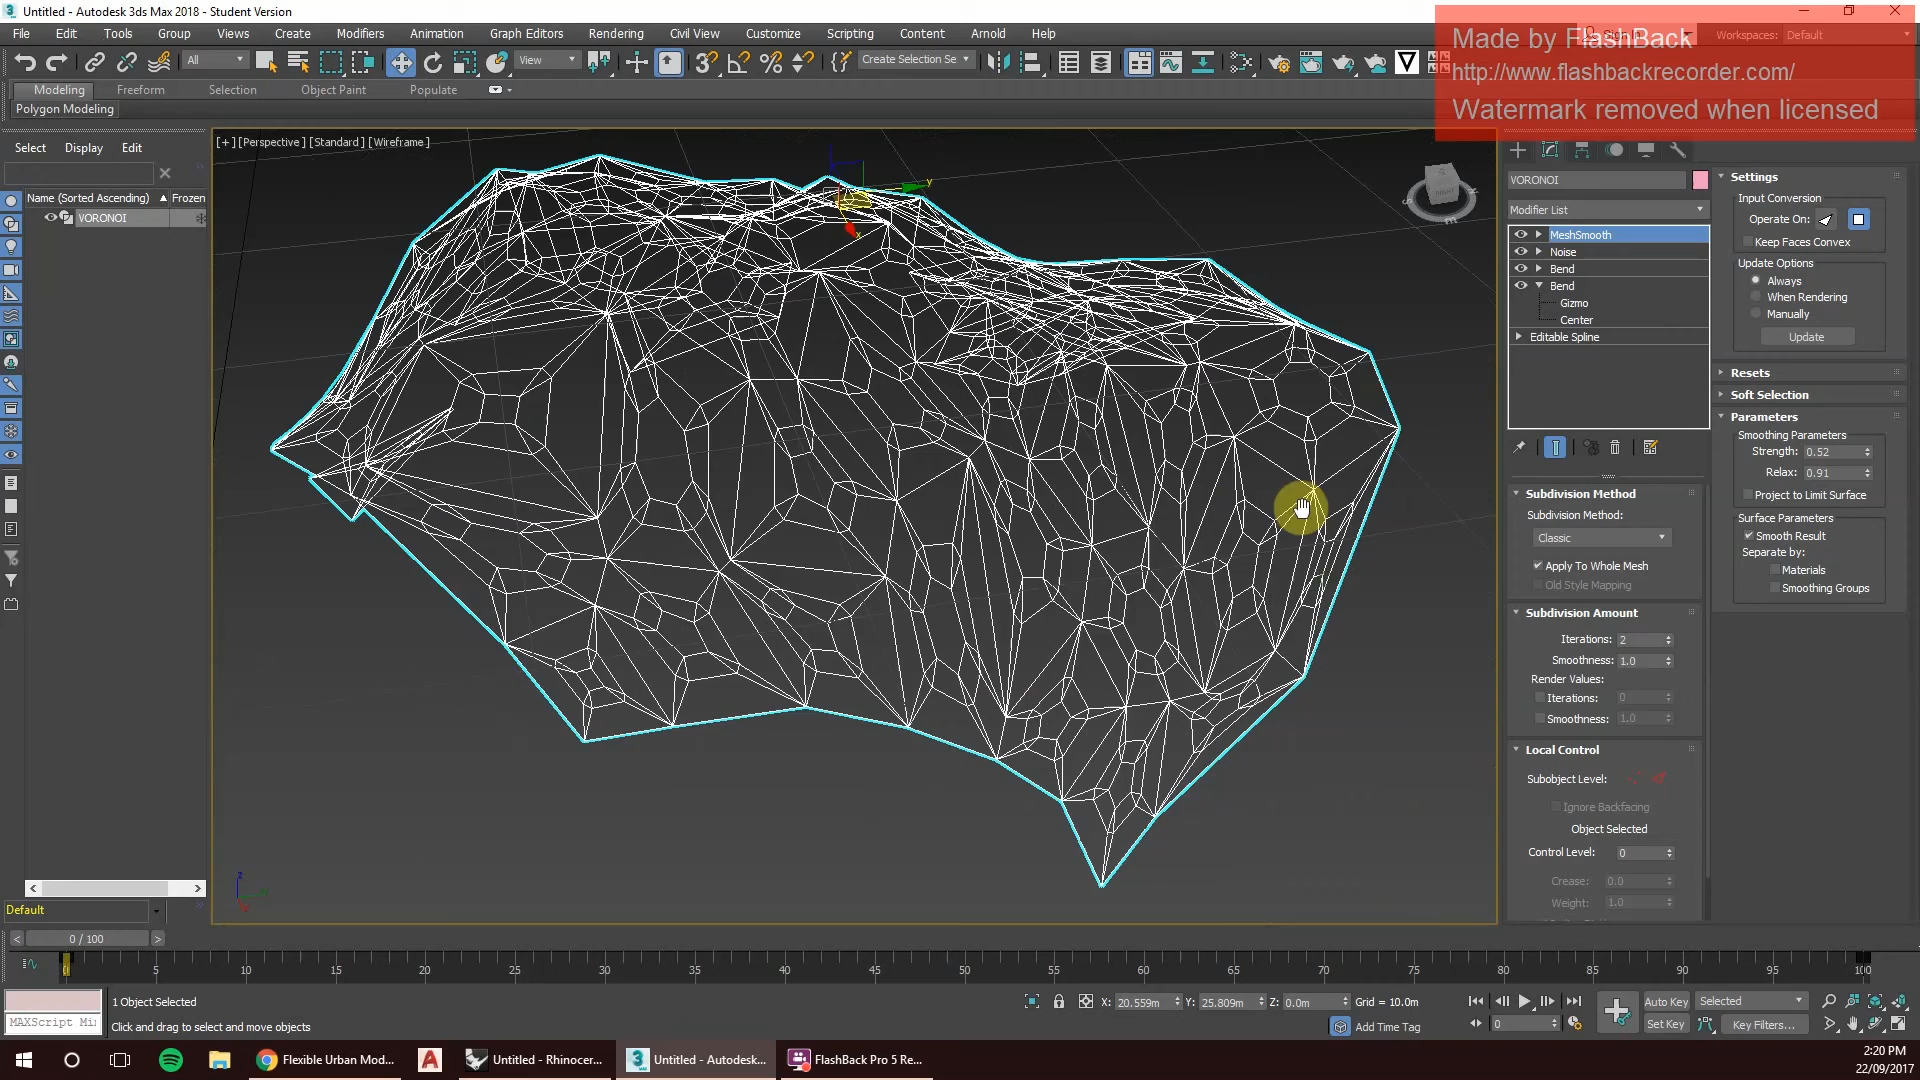 Untitled - Autodesk 3ds Max 2018 - Student Version
File Edit Tools Group Views Create Modifiers Animation Graph Editors Rendering Civil View Customize Scripting Content Arnold Help
Workspaces: Default
Made by FlashBack
http://www.flashbackrecorder.com/
Watermark removed when licensed
All View Create Selection Se
Modeling Freeform Selection Object Paint Populate
Polygon Modeling
Select Display Edit
Name (Sorted Ascending) Frozen
VORONOI
[+] [Perspective ] [Standard ] [Wireframe ]
y
x
VORONOI
Modifier List
MeshSmooth
Noise
Bend
Bend
Gizmo
Center
Editable Spline
Subdivision Method
Subdivision Method:
Classic
Apply To Whole Mesh
Old Style Mapping
Subdivision Amount
Iterations: 2
Smoothness: 1.0
Render Values:
Iterations: 0
Smoothness: 1.0
Local Control
Subobject Level:
Ignore Backfacing
Object Selected
Control Level: 0
Crease: 0.0
Weight: 1.0
Settings
Input Conversion
Operate On:
Keep Faces Convex
Update Options
Always
When Rendering
Manually
Update
Resets
Soft Selection
Parameters
Smoothing Parameters
Strength: 0.52
Relax: 0.91
Project to Limit Surface
Surface Parameters
Smooth Result
Separate by:
Materials
Smoothing Groups
z
Default
0 / 100
0 5 10 15 20 25 30 35 40 45 50 55 60 65 70 75 80 85 90 95 100
1 Object Selected
X: 20.559m Y: 25.809m Z: 0.0m Grid = 10.0m
Auto Key Selected
MAXScript Mi
Click and drag to select and move objects
Add Time Tag
0
Set Key Key Filters...
Flexible Urban Mod...
Untitled - Rhinocer...
Untitled - Autodesk...
FlashBack Pro 5 Re...
2:20 PM
22/09/2017